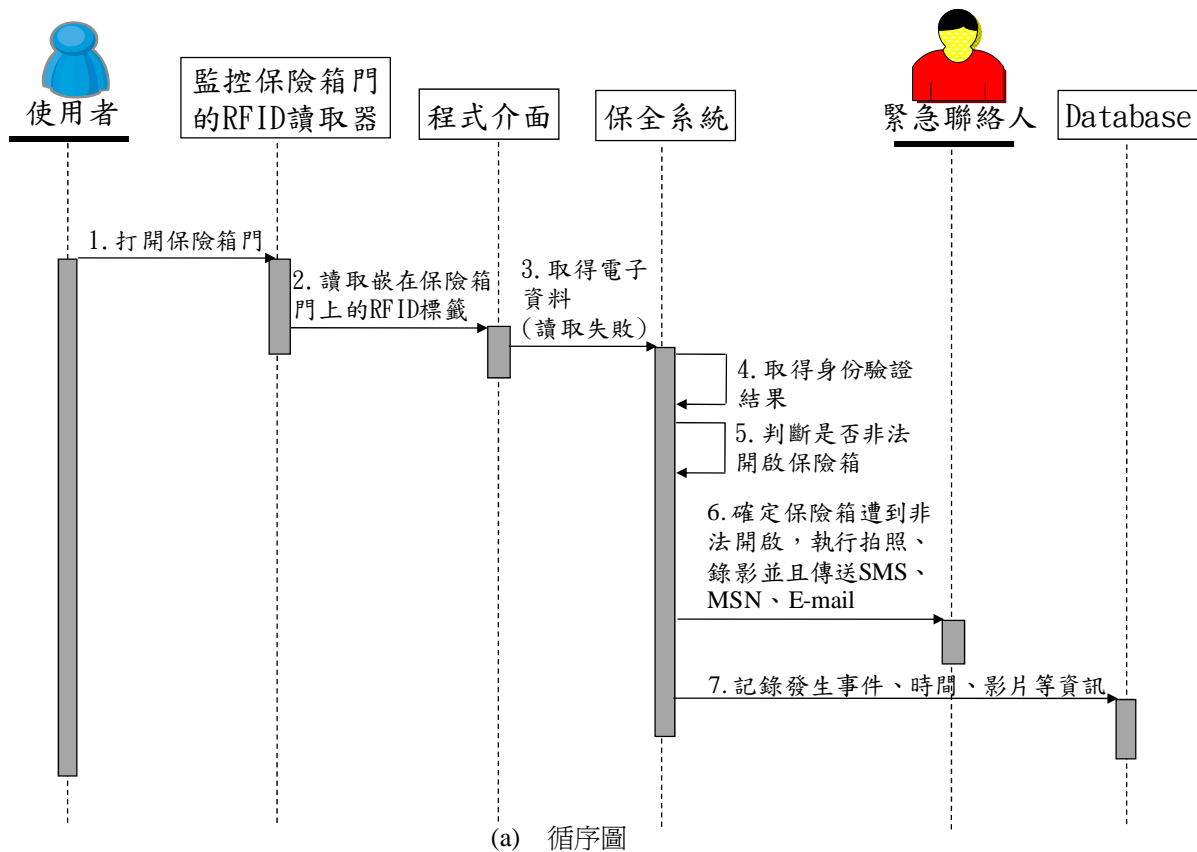 使用者
監控保險箱門
的RFID讀取器
程式介面
保全系統
緊急聯絡人
Database
1.打開保險箱門
2.讀取嵌在保險箱
門上的RFID標籤
3.取得電子
資料
(讀取失敗)
4.取得身份驗證
結果
5.判斷是否非法
開啟保險箱
6.確定保險箱遭到非
法開啟，執行拍照、
錄影並且傳送SMS、
MSN、E-mail
7.記錄發生事件、時間、影片等資訊
(a) 循序圖